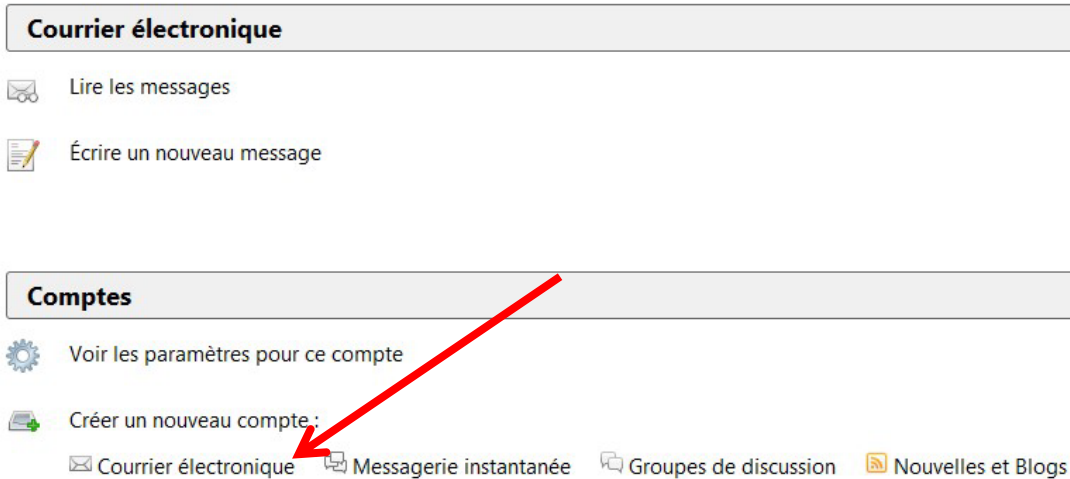 Courrier électronique
Lire les messages
Écrire un nouveau message
Comptes
Voir les paramètres pour ce compte
Créer un nouveau compte :
Courrier électronique Messagerie instantanée Groupes de discussion Nouvelles et Blogs